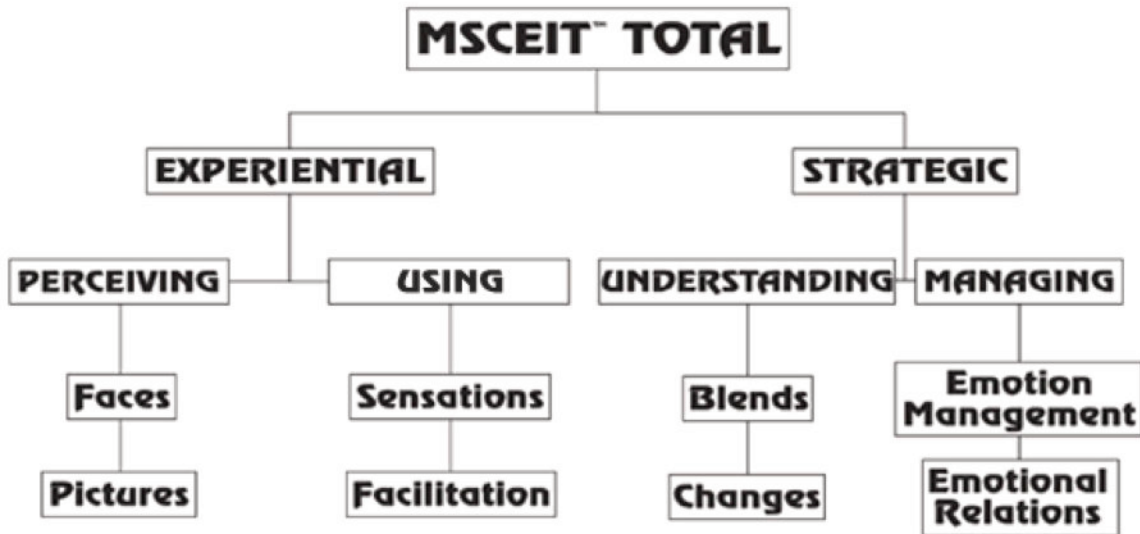 MSCEIT™ TOTAL
EXPERIENTIAL
STRATEGIC
PERCEIVING
USING
UNDERSTANDING
MANAGING
Faces
Sensations
Blends
Emotion
Management
Pictures
Facilitation
Changes
Emotional
Relations